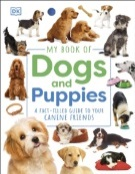 DK
MY BOOK OF
Dogs
and
Puppies
A FACT-FILLED GUIDE TO YOUR
CANINE FRIENDS